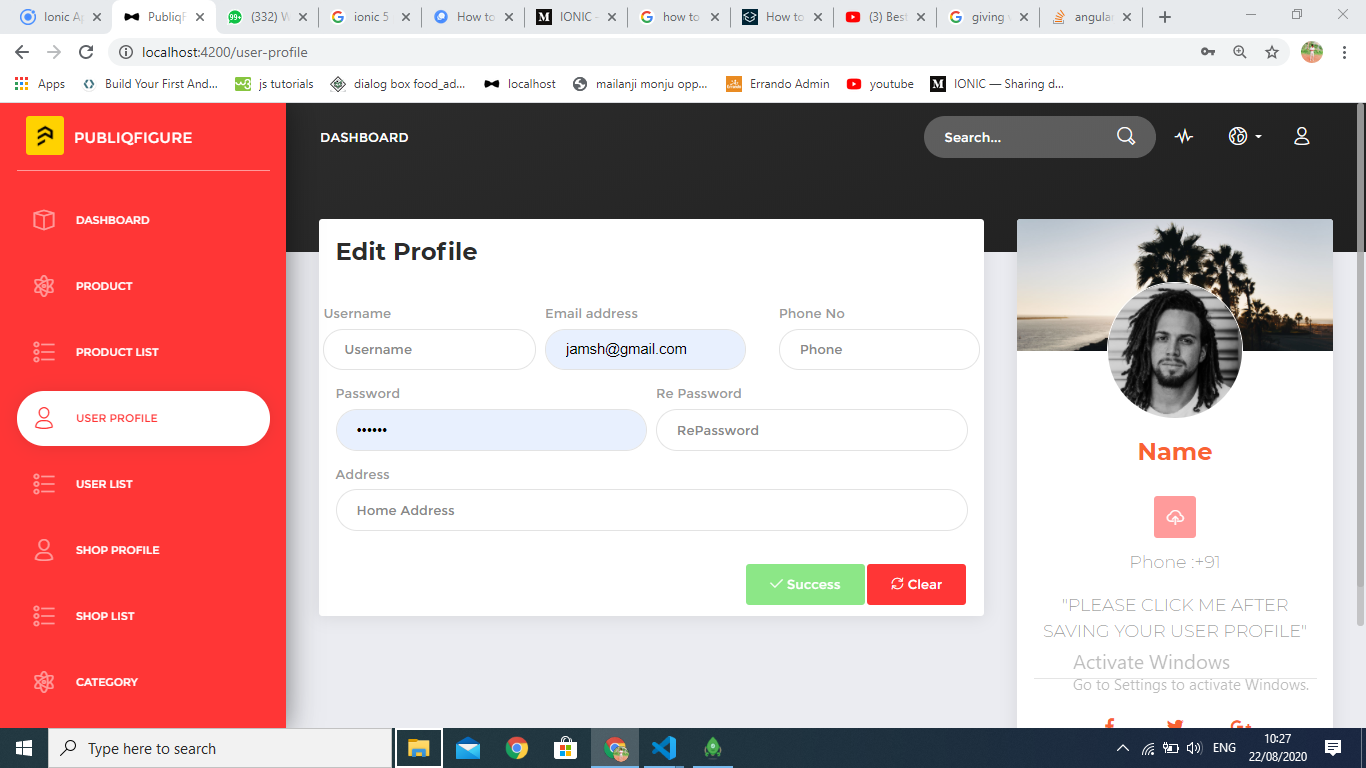 Ionic Ap
PubliqF
(332) W
ionic 5
How to
IONIC -
how to
How to
(3) Best
giving v
angular
localhost:4200/user-profile
Apps
Build Your First And...
js tutorials
dialog box food_ad...
localhost
mailanji monju opp...
Errando Admin
youtube
IONIC — Sharing d...
PUBLIQFIGURE
DASHBOARD
PRODUCT
PRODUCT LIST
USER PROFILE
USER LIST
SHOP PROFILE
SHOP LIST
CATEGORY
DASHBOARD
Search...
Edit Profile
Username
Email address
Phone No
Username
jamsh@gmail.com
Phone
Password
Re Password
••••••
RePassword
Address
Home Address
Success
Clear
Name
Phone :+91
"PLEASE CLICK ME AFTER
SAVING YOUR USER PROFILE"
Activate Windows
Go to Settings to activate Windows.
Type here to search
ENG
10:27
22/08/2020